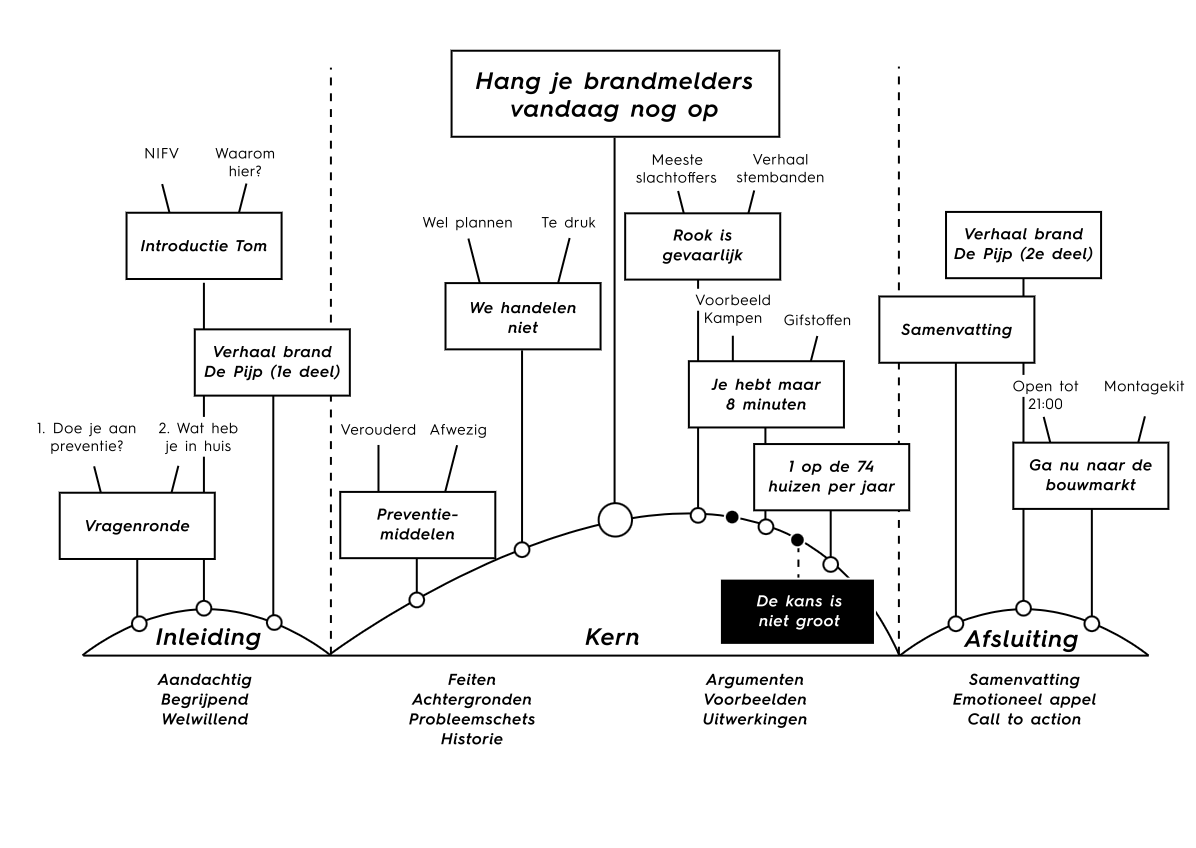 Hang je brandmelders
vandaag nog op
NIFV
Waarom
hier?
Introductie Tom
Verhaal brand
De Pijp (1e deel)
1. Doe je aan
preventie?
2. Wat heb
je in huis
Vragenronde
Inleiding
Aandachtig
Begrijpend
Welwillend
Wel plannen
Te druk
We handelen
niet
Verouderd
Afwezig
Preventie-
middelen
Meeste
slachtoffers
Verhaal
stembanden
Rook is
gevaarlijk
Voorbeeld
Kampen
Gifstoffen
Je hebt maar
8 minuten
1 op de 74
huizen per jaar
De kans is
niet groot
Kern
Feiten
Achtergronden
Probleemschets
Historie
Argumenten
Voorbeelden
Uitwerkingen
Verhaal brand
De Pijp (2e deel)
Samenvatting
Open tot
21:00
Montagekit
Ga nu naar de
bouwmarkt
Afsluiting
Samenvatting
Emotioneel appel
Call to action